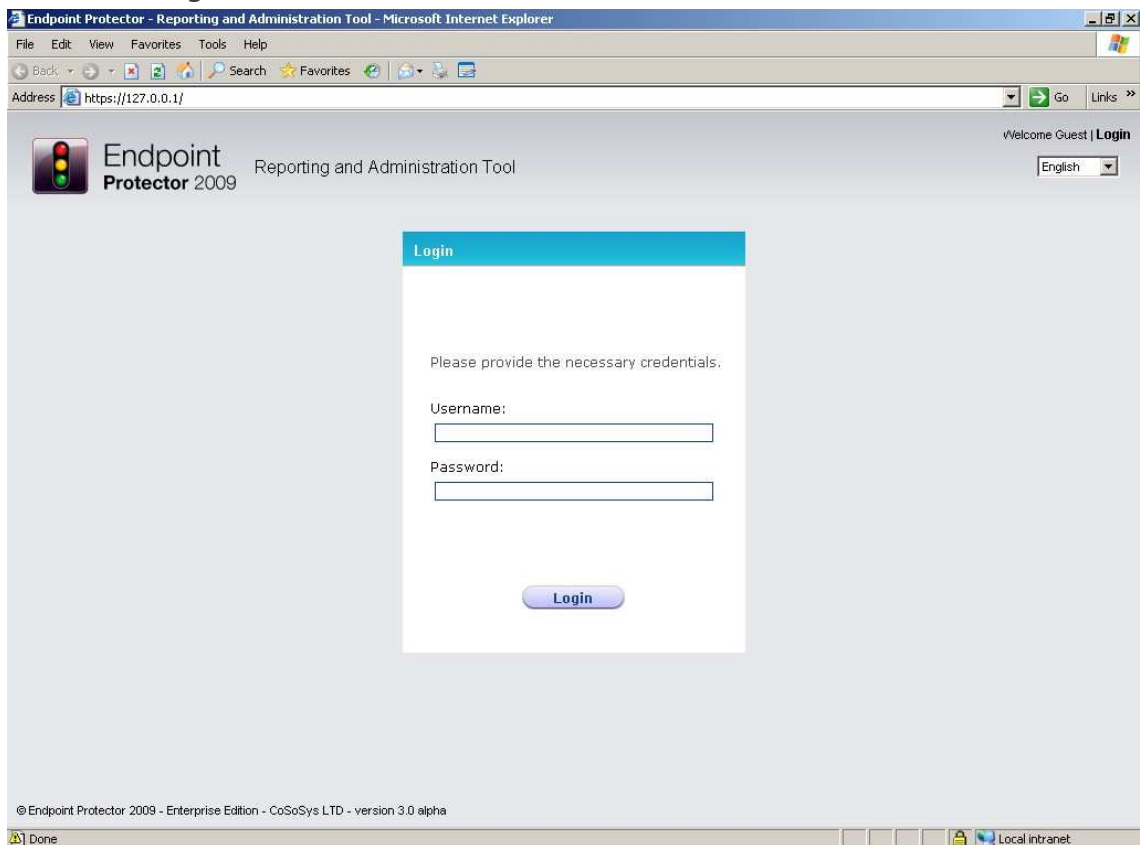 Endpoint Protector - Reporting and Administration Tool - Microsoft Internet Explorer
File Edit View Favorites Tools Help
Back Search Favorites
Address https://127.0.0.1/ Go Links »
Welcome Guest | Login
Endpoint
Protector 2009
Reporting and Administration Tool
English
Login
Please provide the necessary credentials.
Username:
Password:
Login
© Endpoint Protector 2009 - Enterprise Edition - CoSoSys LTD - version 3.0 alpha
Done Local intranet